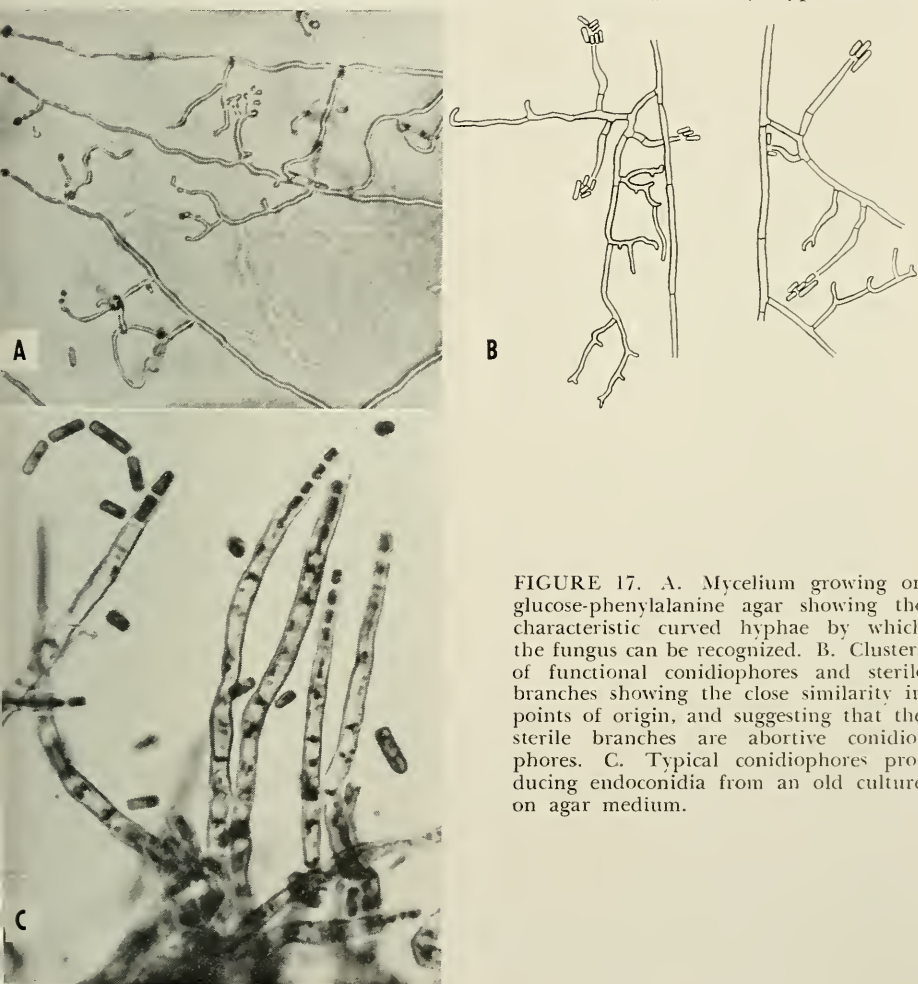 A
B
C
FIGURE 17. A. Mycelium growing on
glucose-phenylalanine agar showing the
characteristic curved hyphae by which
the fungus can be recognized. B. Cluster
of functional conidiophores and sterile
branches showing the close similarity in
points of origin, and suggesting that the
sterile branches are abortive conidio-
phores. C. Typical conidiophores pro-
ducing endoconidia from an old culture
on agar medium.